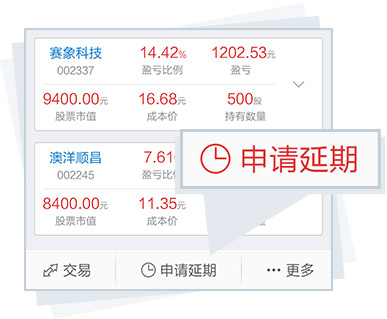 赛象科技 14.42% 1202.53元
002337 盈亏比例 盈亏
9400.00元 16.68元 500股
股票市值 成本价 持有数量
申请延期
澳洋顺昌 7.61
002245 盈亏比
8400.00元 11.35元
股票市值 成本价
交易 申请延期 更多